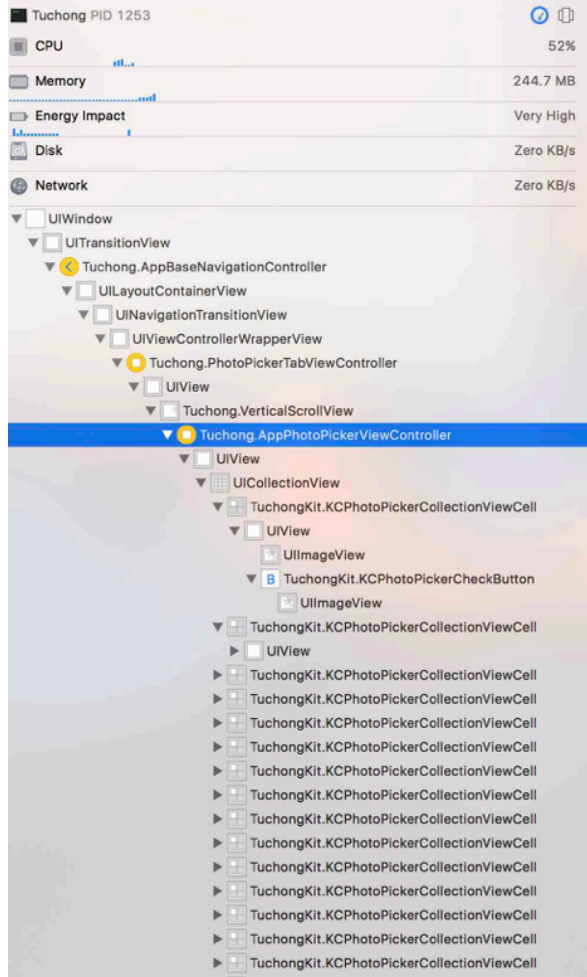 Tuchong PID 1253
CPU 52%
Memory 244.7 MB
Energy Impact Very High
Disk Zero KB/s
Network Zero KB/s
UIWindow
UITransitionView
Tuchong.AppBaseNavigationController
UILayoutContainerView
UINavigationTransitionView
UIViewControllerWrapperView
Tuchong.PhotoPickerTabViewController
UIView
Tuchong.VerticalScrollView
Tuchong.AppPhotoPickerViewController
UIView
UICollectionView
TuchongKit.KCPhotoPickerCollectionViewCell
UIView
UIImageView
B TuchongKit.KCPhotoPickerCheckButton
UIImageView
TuchongKit.KCPhotoPickerCollectionViewCell
UIView
TuchongKit.KCPhotoPickerCollectionViewCell
TuchongKit.KCPhotoPickerCollectionViewCell
TuchongKit.KCPhotoPickerCollectionViewCell
TuchongKit.KCPhotoPickerCollectionViewCell
TuchongKit.KCPhotoPickerCollectionViewCell
TuchongKit.KCPhotoPickerCollectionViewCell
TuchongKit.KCPhotoPickerCollectionViewCell
TuchongKit.KCPhotoPickerCollectionViewCell
TuchongKit.KCPhotoPickerCollectionViewCell
TuchongKit.KCPhotoPickerCollectionViewCell
TuchongKit.KCPhotoPickerCollectionViewCell
TuchongKit.KCPhotoPickerCollectionViewCell
TuchongKit.KCPhotoPickerCollectionViewCell